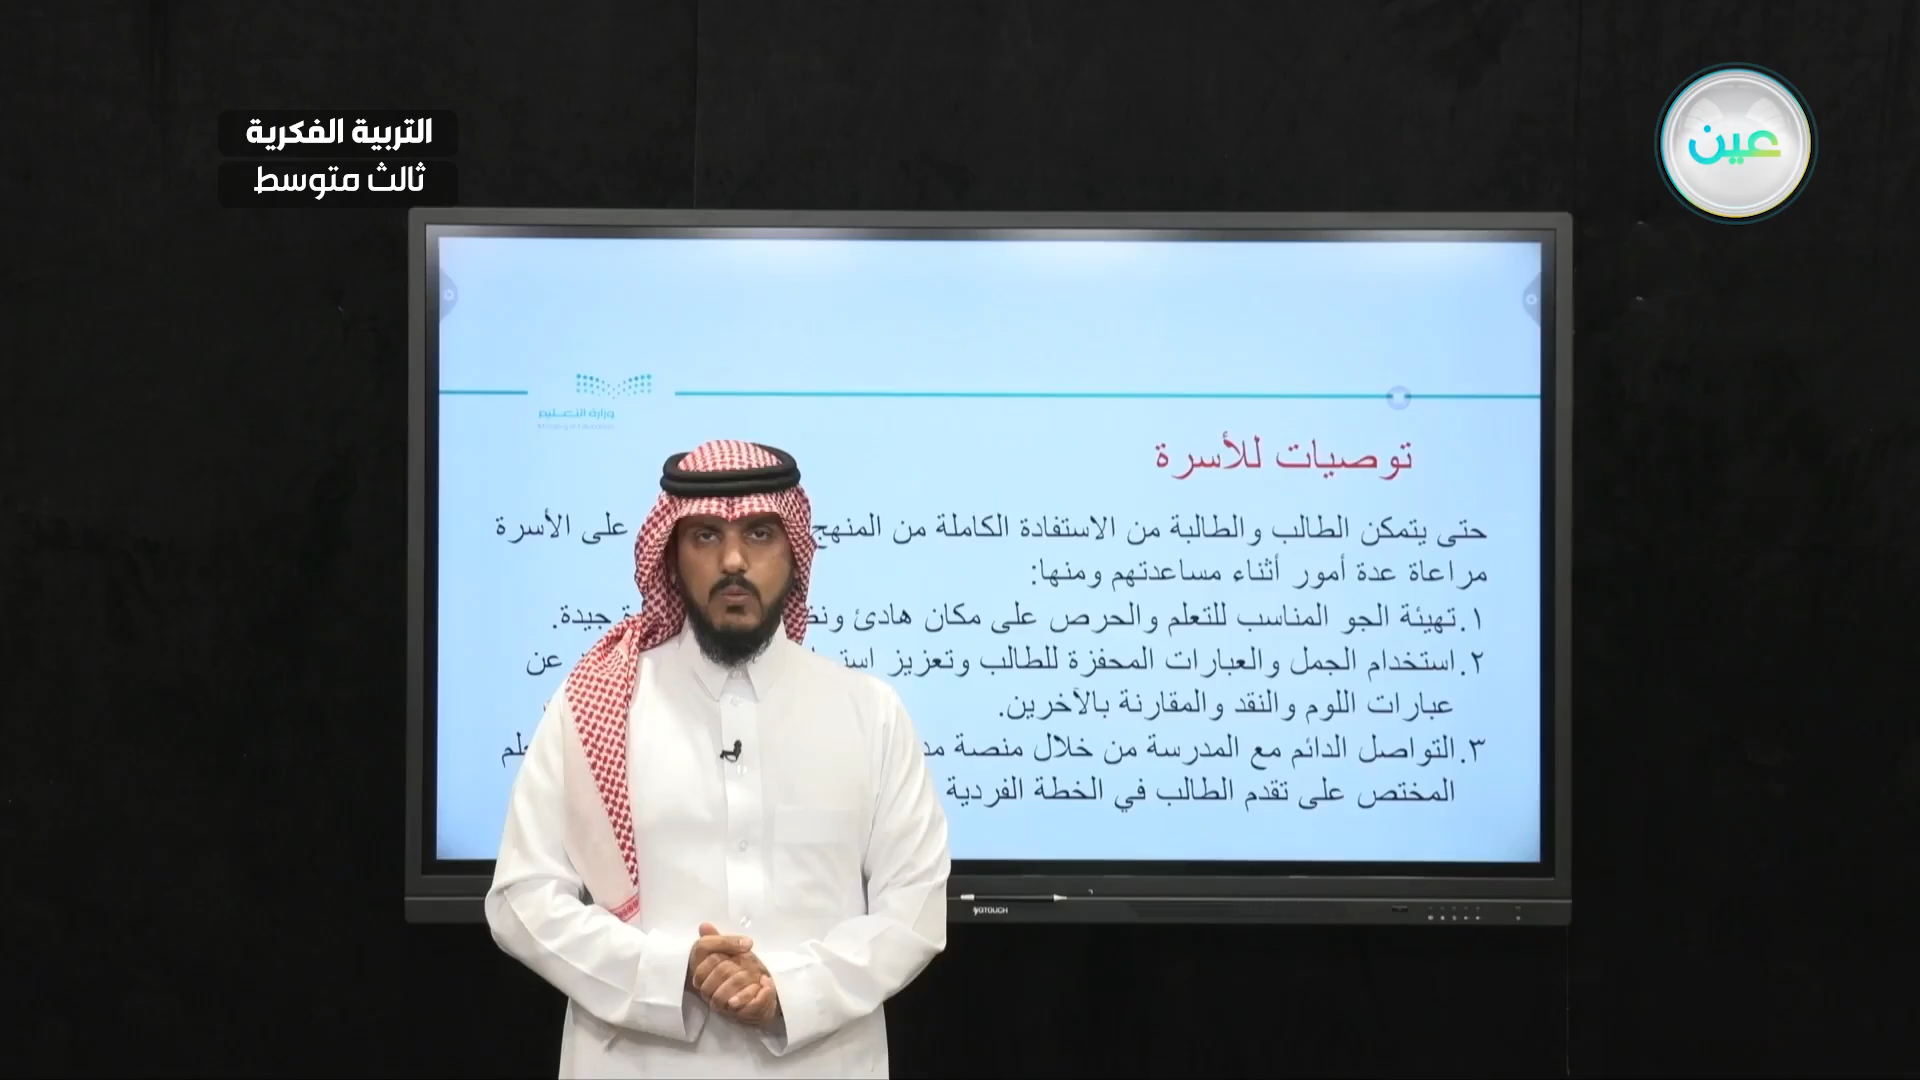 التربية الفكرية
ثالث متوسط
عين
وزارة التعليم
Ministry of Education
توصيات للأسرة
حتى يتمكن الطالب والطالبة من الاستفادة الكاملة من المنهج على الأسرة
مراعاة عدة أمور أثناء مساعدتهم ومنها:
١. تهيئة الجو المناسب للتعلم والحرص على مكان هادئ جيدة.
٢. استخدام الجمل والعبارات المحفزة للطالب وتعزيز عن
عبارات اللوم والنقد والمقارنة بالآخرين.
٣. التواصل الدائم مع المدرسة من خلال منصة
المختص على تقدم الطالب في الخطة الفردية